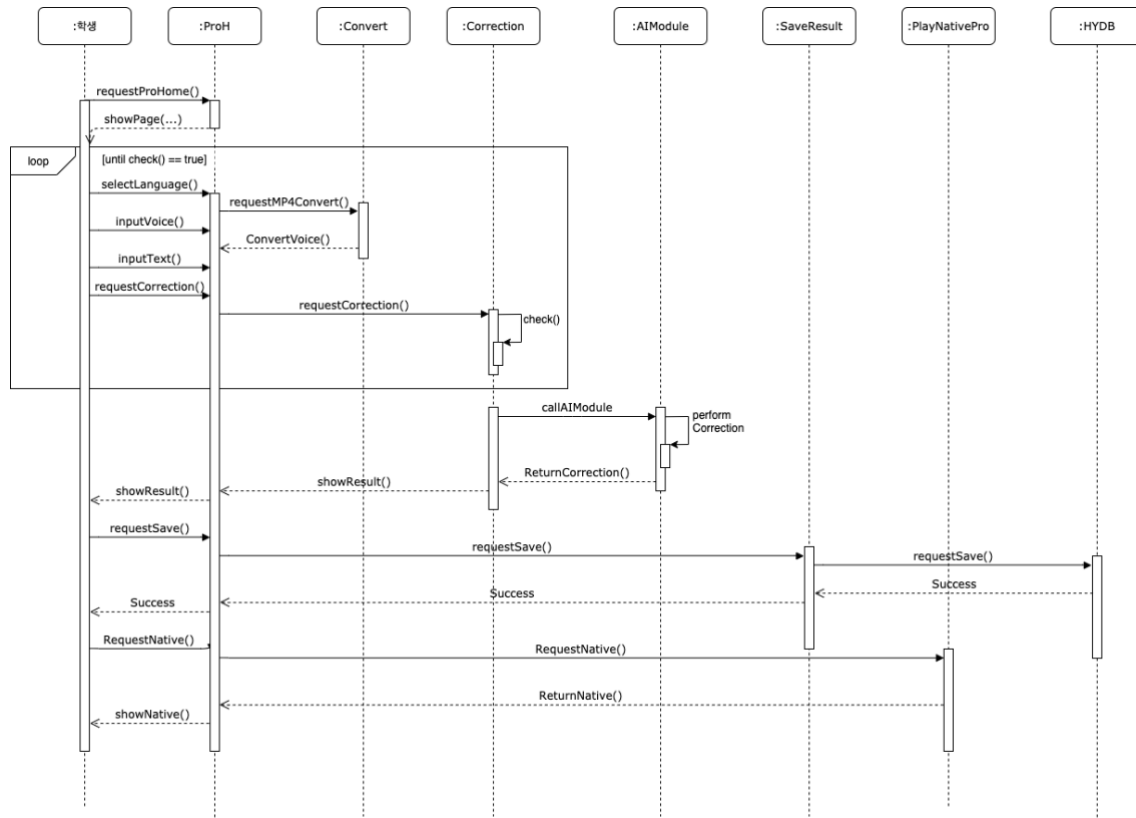 :학생
:ProH
:Convert
:Correction
:AIModule
:SaveResult
:PlayNativePro
:HYDB
requestProHome()
showPage(...)
loop
[until check() == true]
selectLanguage()
requestMP4Convert()
inputVoice()
ConvertVoice()
inputText()
requestCorrection()
requestCorrection()
check()
callAIModule
perform
Correction
ReturnCorrection()
showResult()
showResult()
requestSave()
requestSave()
requestSave()
Success
Success
Success
RequestNative()
RequestNative()
ReturnNative()
showNative()